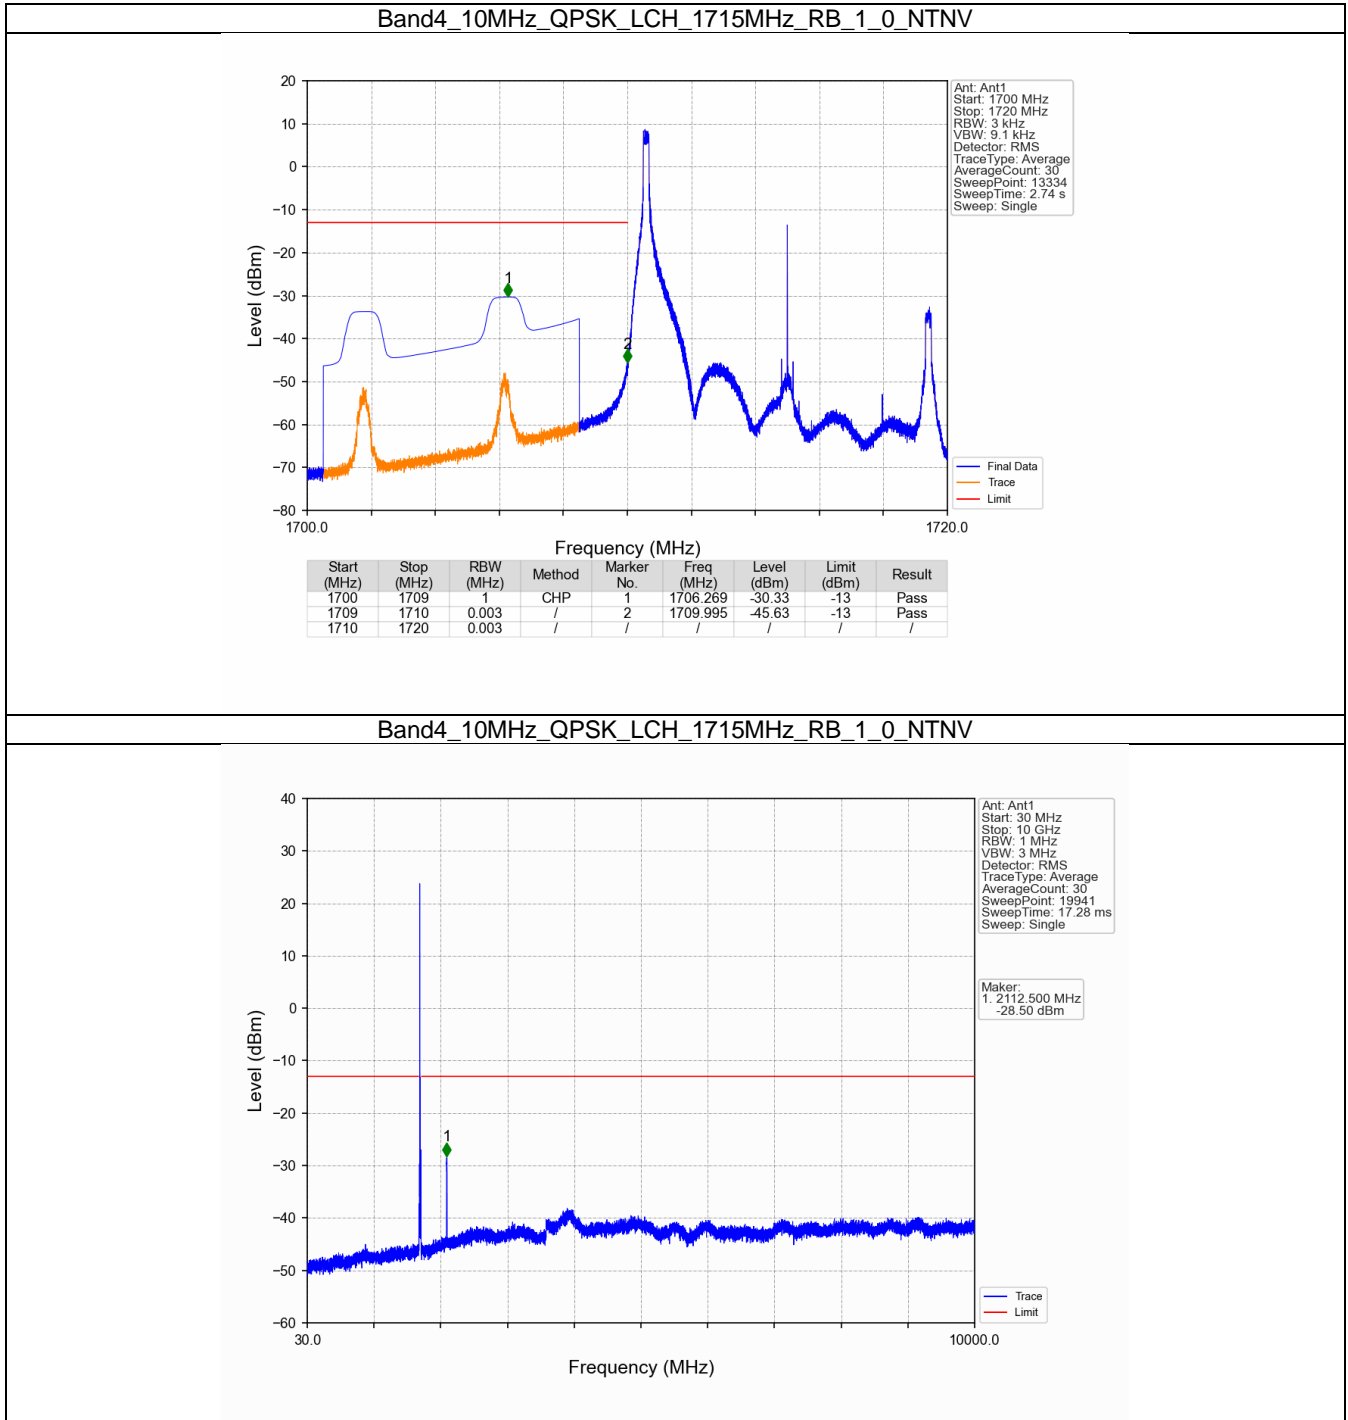 Band4_10MHz_QPSK_LCH_1715MHz_RB_1_0_NTNV
20
10
0
−10
−20
−30
−40
−50
−60
−70
−80
Level (dBm)
1
2
1700.0
1720.0
Frequency (MHz)
Ant: Ant1
Start: 1700 MHz
Stop: 1720 MHz
RBW: 3 kHz
VBW: 9.1 kHz
Detector: RMS
TraceType: Average
AverageCount: 30
SweepPoint: 13334
SweepTime: 2.74 s
Sweep: Single
Final Data
Trace
Limit
Start (MHz) Stop (MHz) RBW (MHz) Method Marker No. Freq (MHz) Level (dBm) Limit (dBm) Result
1700 1709 1 CHP 1 1706.269 -30.33 -13 Pass
1709 1710 0.003 / 2 1709.995 -45.63 -13 Pass
1710 1720 0.003 / / / / / /
Band4_10MHz_QPSK_LCH_1715MHz_RB_1_0_NTNV
40
30
20
10
0
−10
−20
−30
−40
−50
−60
Level (dBm)
1
30.0
10000.0
Frequency (MHz)
Ant: Ant1
Start: 30 MHz
Stop: 10 GHz
RBW: 1 MHz
VBW: 3 MHz
Detector: RMS
TraceType: Average
AverageCount: 30
SweepPoint: 19941
SweepTime: 17.28 ms
Sweep: Single
Maker:
1. 2112.500 MHz
-28.50 dBm
Trace
Limit